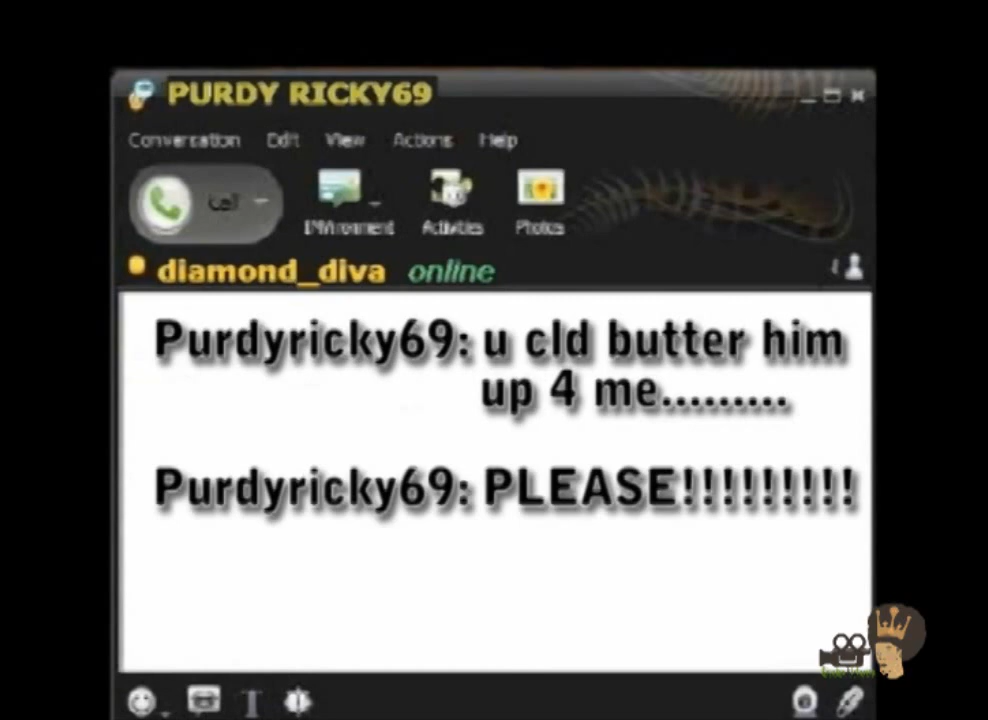 PURDY RICKY69
Conversation Edit View Actions Help
Call
IMVironment Activities Photos
diamond_diva online
Purdyricky69: u cld butter him
up 4 me.........
Purdyricky69: PLEASE!!!!!!!!!